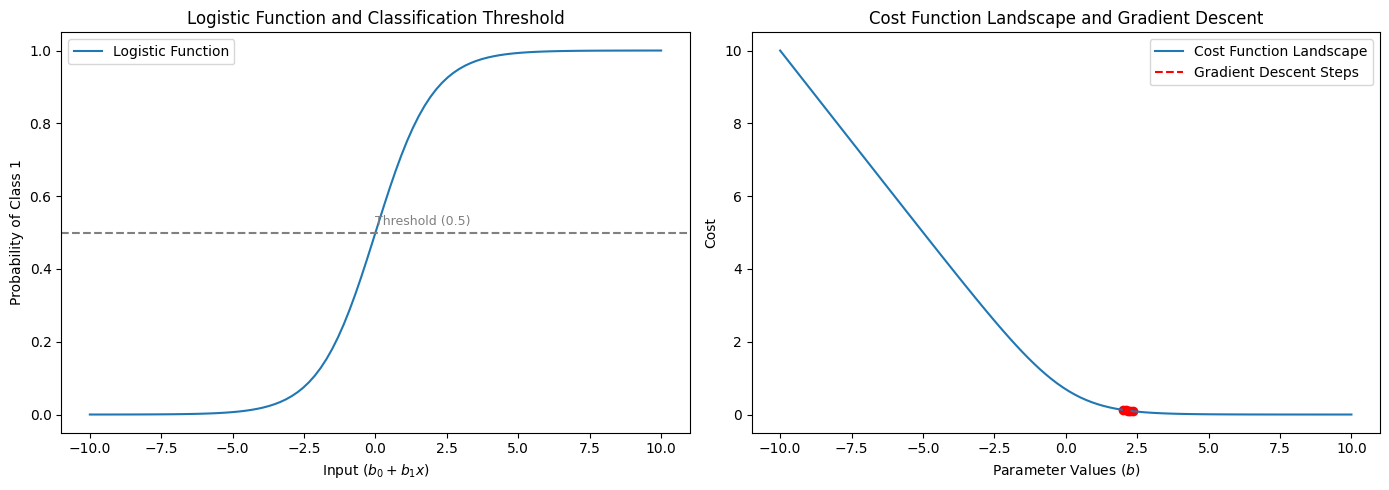 Logistic Function and Classification Threshold
Logistic Function
Probability of Class 1
1.0
0.8
0.6
0.4
0.2
0.0
Threshold (0.5)
−10.0 −7.5 −5.0 −2.5 0.0 2.5 5.0 7.5 10.0
Input (b₀ + b₁x)
Cost Function Landscape and Gradient Descent
Cost Function Landscape
Gradient Descent Steps
Cost
10
8
6
4
2
0
−10.0 −7.5 −5.0 −2.5 0.0 2.5 5.0 7.5 10.0
Parameter Values (b)